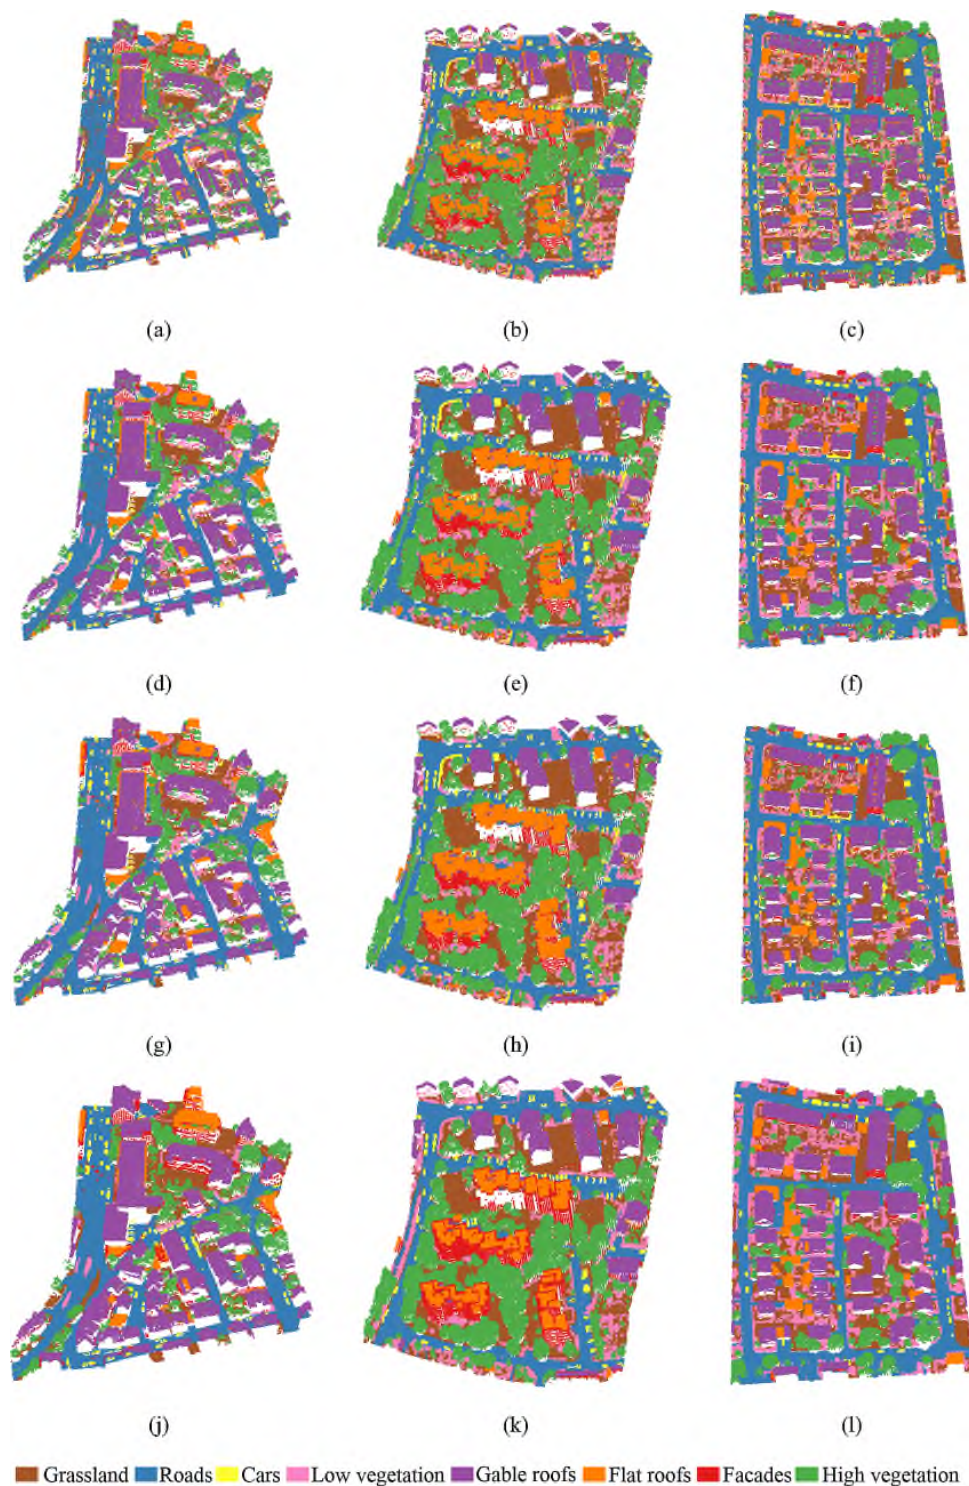 (a) (b) (c)
(d) (e) (f)
(g) (h) (i)
(j) (k) (l)
Grassland Roads Cars Low vegetation Gable roofs Flat roofs Facades High vegetation